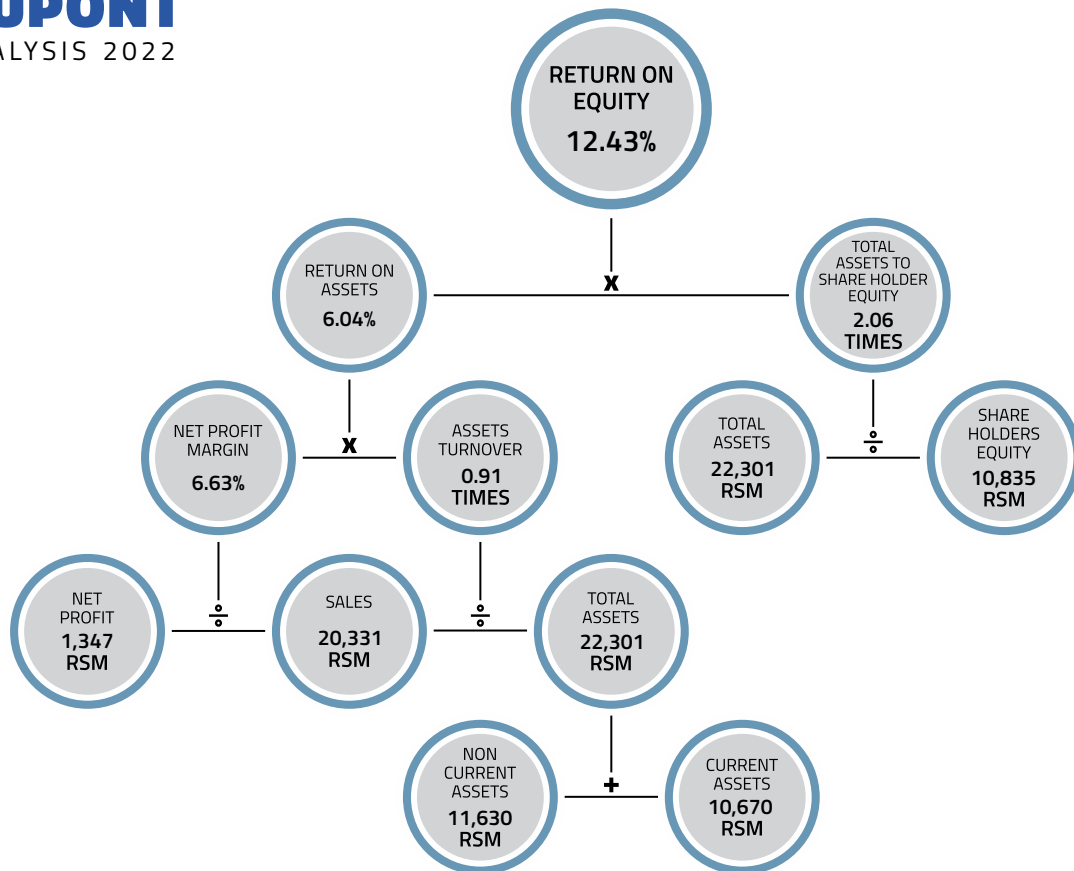 UPONT
ALYSIS 2022
RETURN ON
EQUITY
12.43%
x
RETURN ON
ASSETS
6.04%
TOTAL
ASSETS TO
SHARE HOLDER
EQUITY
2.06
TIMES
x
÷
NET PROFIT
MARGIN
6.63%
ASSETS
TURNOVER
0.91
TIMES
TOTAL
ASSETS
22,301
RSM
SHARE
HOLDERS
EQUITY
10,835
RSM
÷
÷
NET
PROFIT
1,347
RSM
SALES
20,331
RSM
TOTAL
ASSETS
22,301
RSM
+
NON
CURRENT
ASSETS
11,630
RSM
CURRENT
ASSETS
10,670
RSM